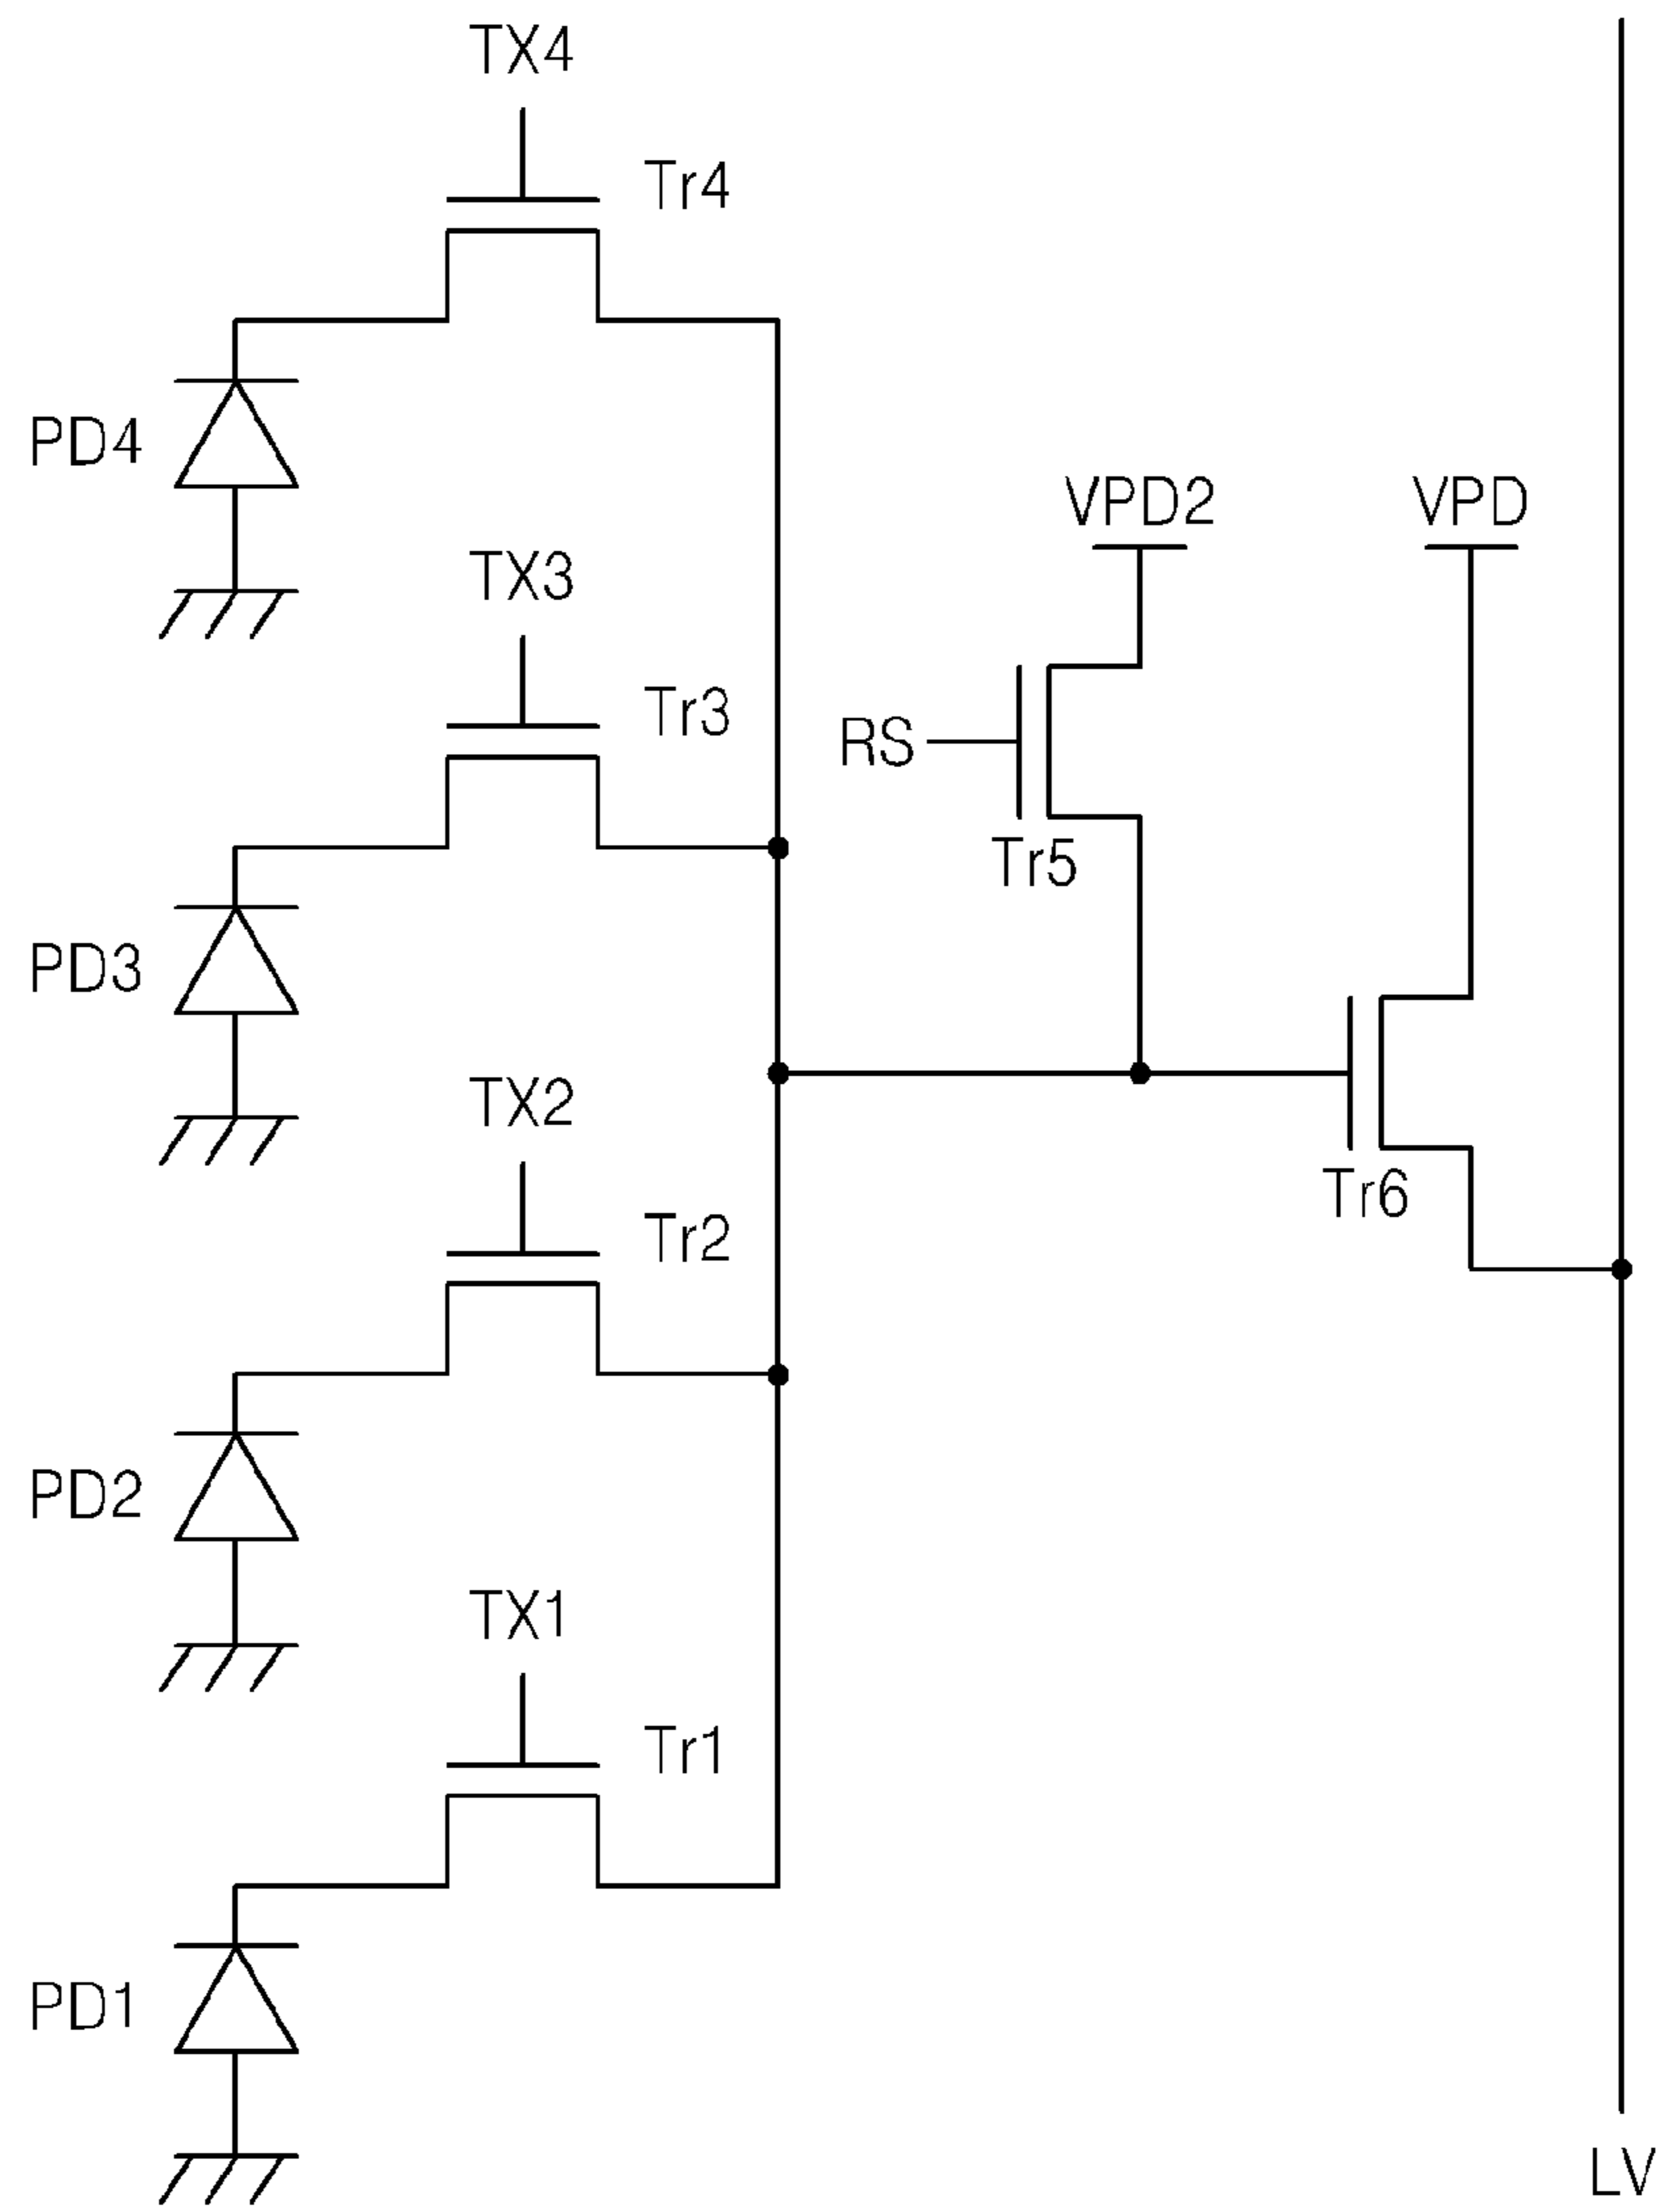 TX4
Tr4
PD4
VPD2
VPD
TX3
Tr3
RS
Tr5
PD3
TX2
Tr6
Tr2
PD2
TX1
Tr1
PD1
LV